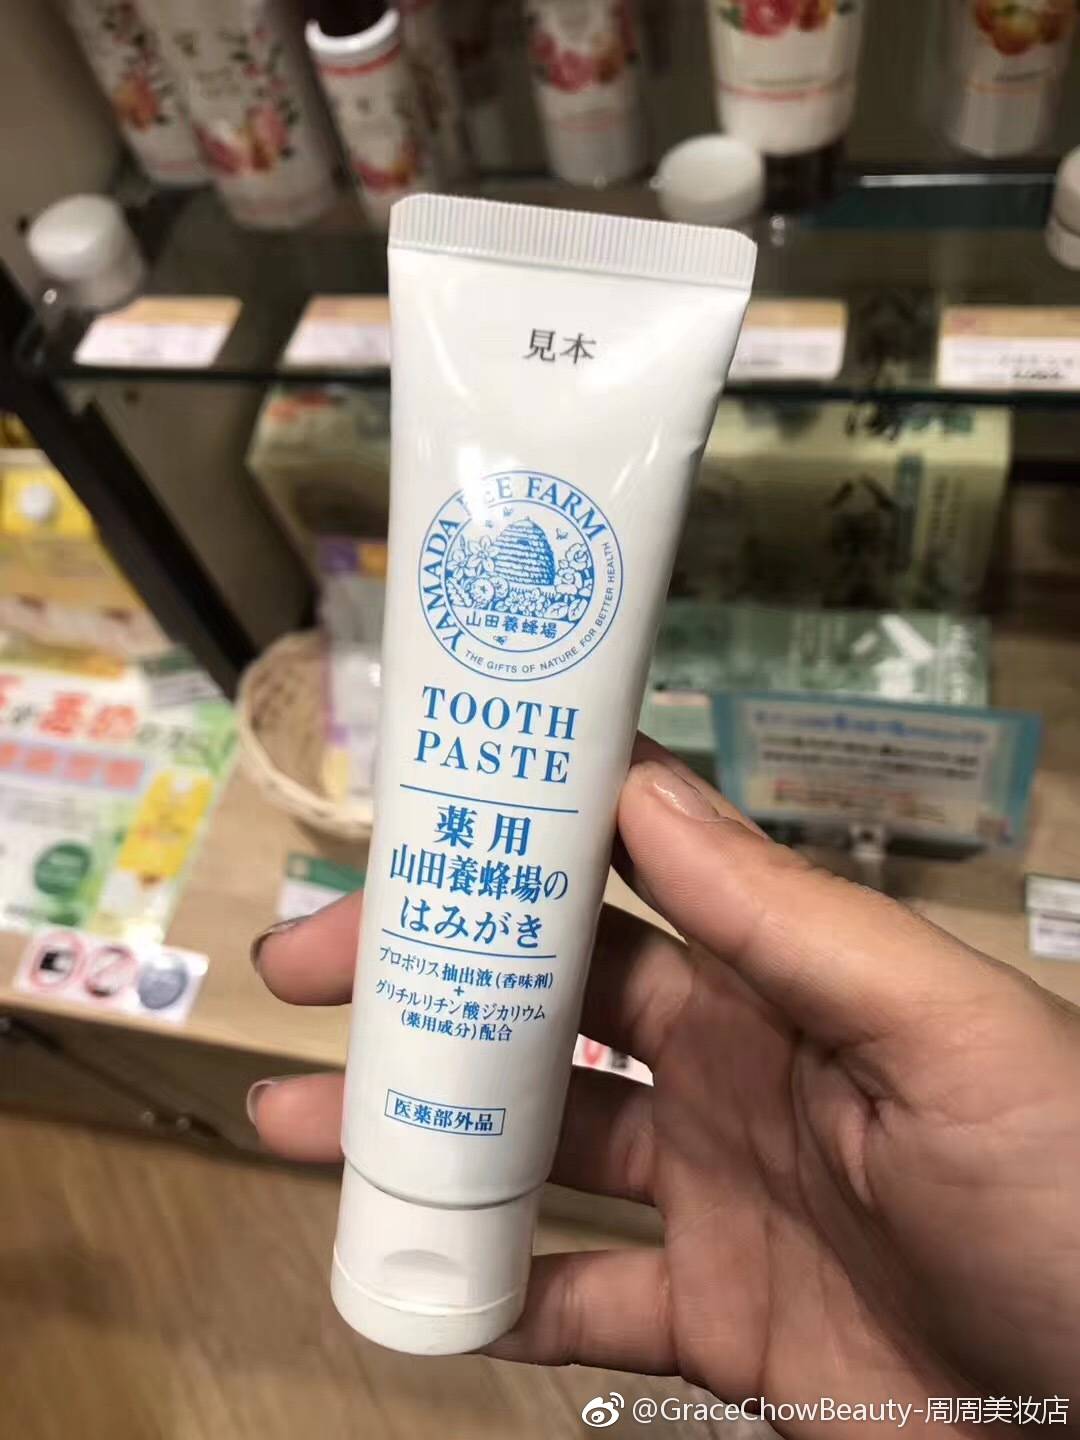 見本
YAMADA BEE FARM
山田養蜂場
THE GIFTS OF NATURE FOR BETTER HEALTH
TOOTH
PASTE
薬用
山田養蜂場の
はみがき
プロポリス抽出液(香味剤)
+
グリチルリチン酸ジカリウム
(薬用成分)配合
医薬部外品
@GraceChowBeauty-周周美妆店